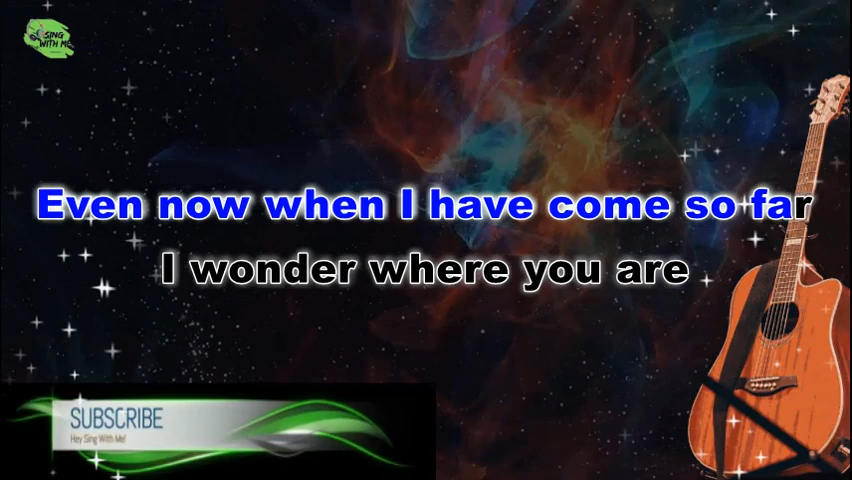 SING
WITH ME
Even now when I have come so far
I wonder where you are
SUBSCRIBE
Hey Sing With Me!